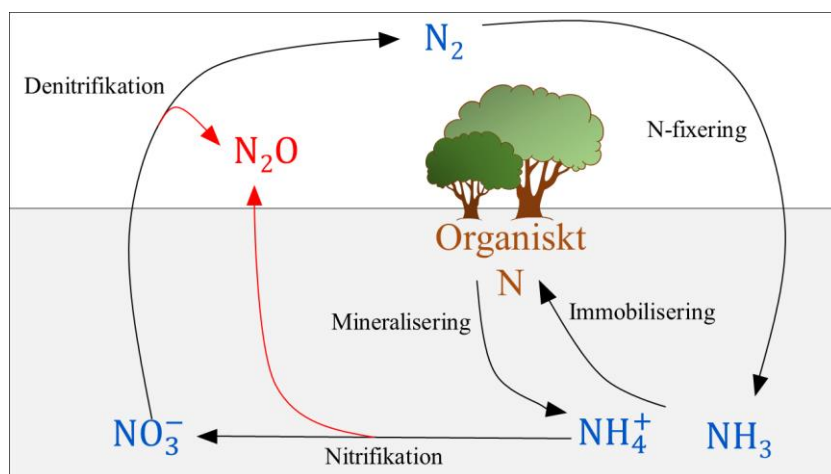 N₂
Denitrifikation
N-fixering
N₂O
Organiskt
N
Mineralisering
Immobilisering
NO₃⁻
NH₄⁺
NH₃
Nitrifikation